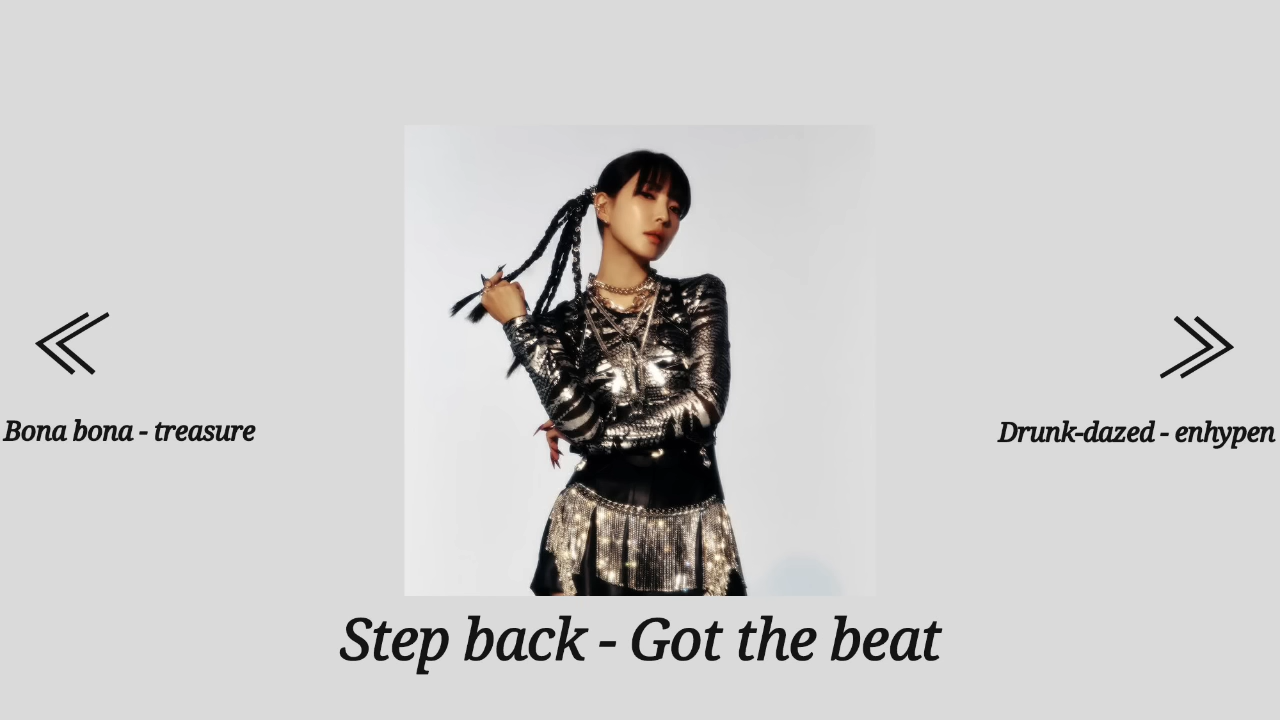 Bona bona - treasure
Drunk-dazed - enhypen
Step back - Got the beat